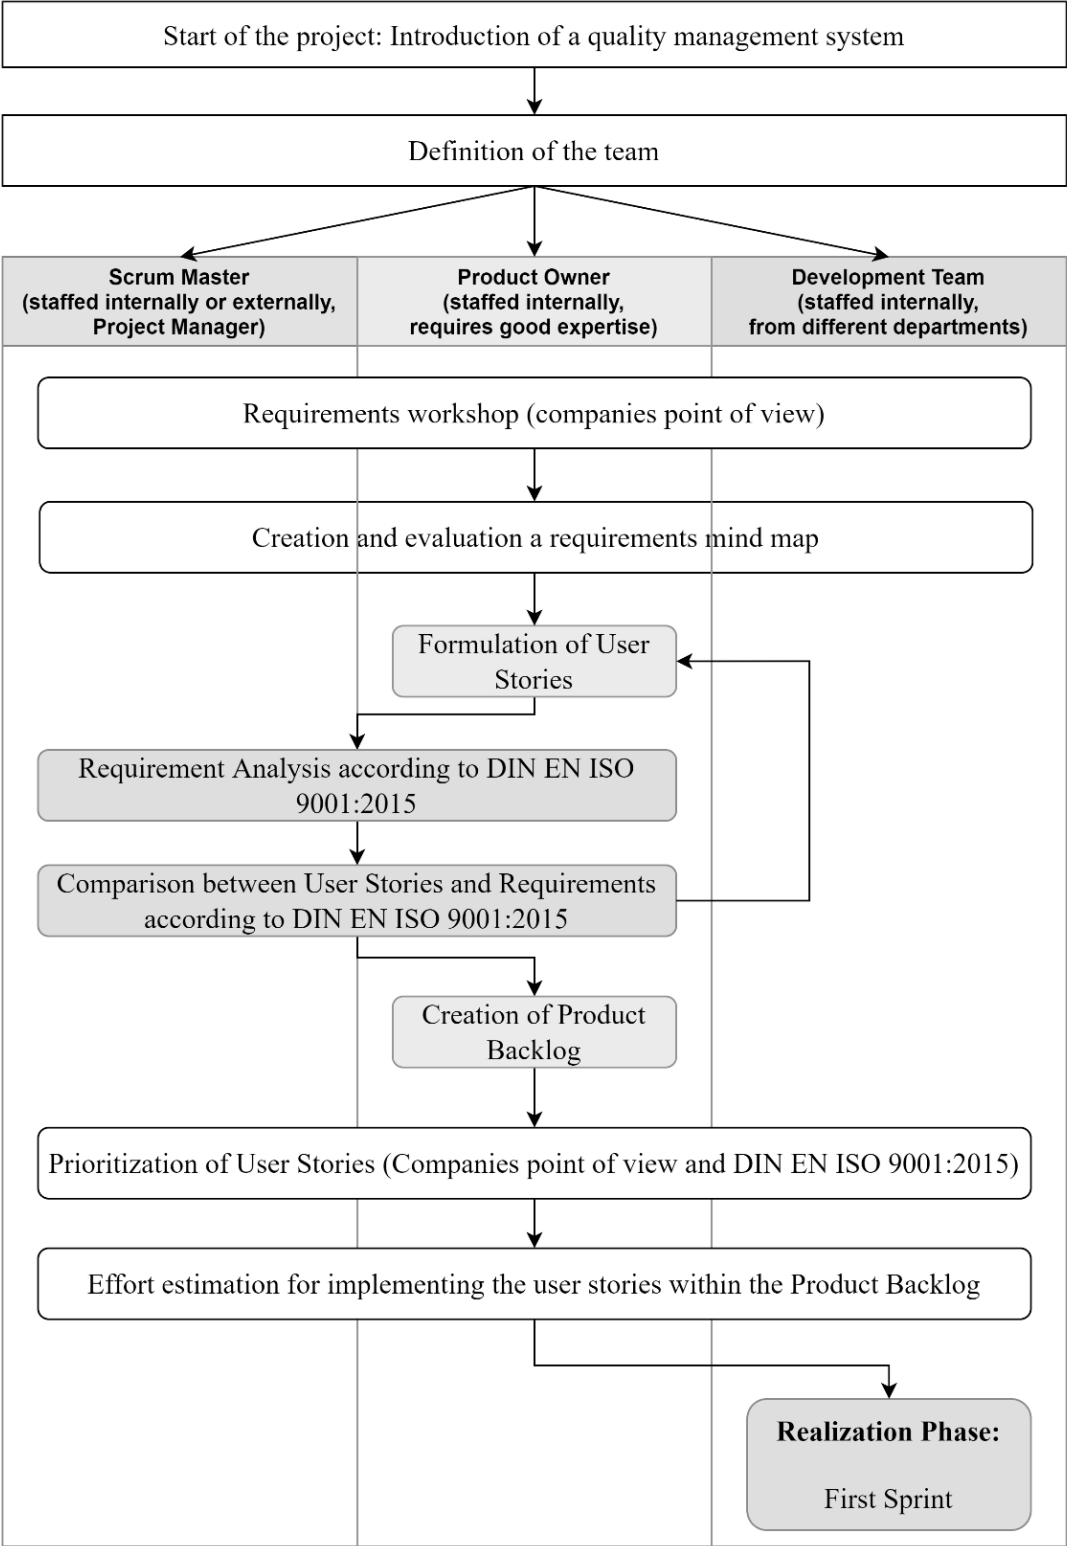 Start of the project: Introduction of a quality management system
Definition of the team
Scrum Master
(staffed internally or externally,
Project Manager)
Product Owner
(staffed internally,
requires good expertise)
Development Team
(staffed internally,
from different departments)
Requirements workshop (companies point of view)
Creation and evaluation a requirements mind map
Formulation of User
Stories
Requirement Analysis according to DIN EN ISO
9001:2015
Comparison between User Stories and Requirements
according to DIN EN ISO 9001:2015
Creation of Product
Backlog
Prioritization of User Stories (Companies point of view and DIN EN ISO 9001:2015)
Effort estimation for implementing the user stories within the Product Backlog
Realization Phase:
First Sprint